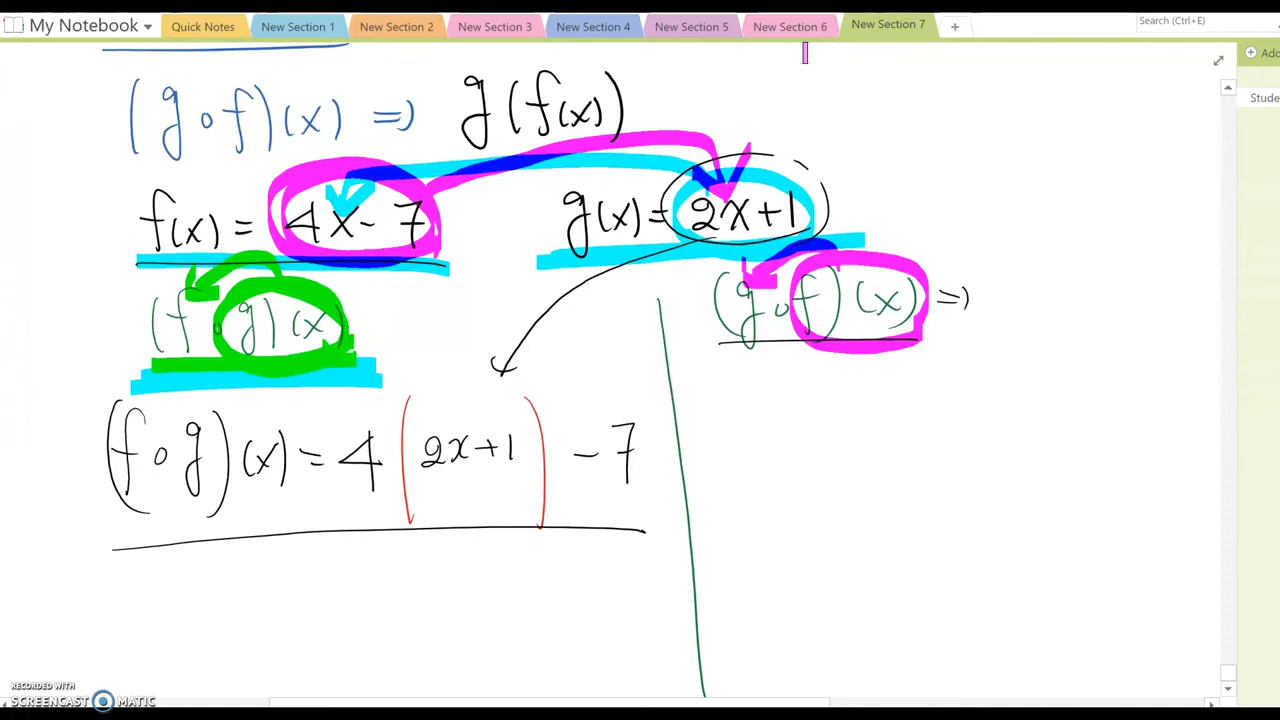 My Notebook Quick Notes New Section 1 New Section 2 New Section 3 New Section 4 New Section 5 New Section 6 New Section 7 +
Search (Ctrl+E)
Add
Stude
(g o f)(x) => g(f(x))
f(x) = 4x - 7 g(x) = 2x+1
(f o g)(x) (g o f)(x) =>
(f o g)(x) = 4 (2x+1) - 7
RECORDED WITH
SCREENCAST MATIC